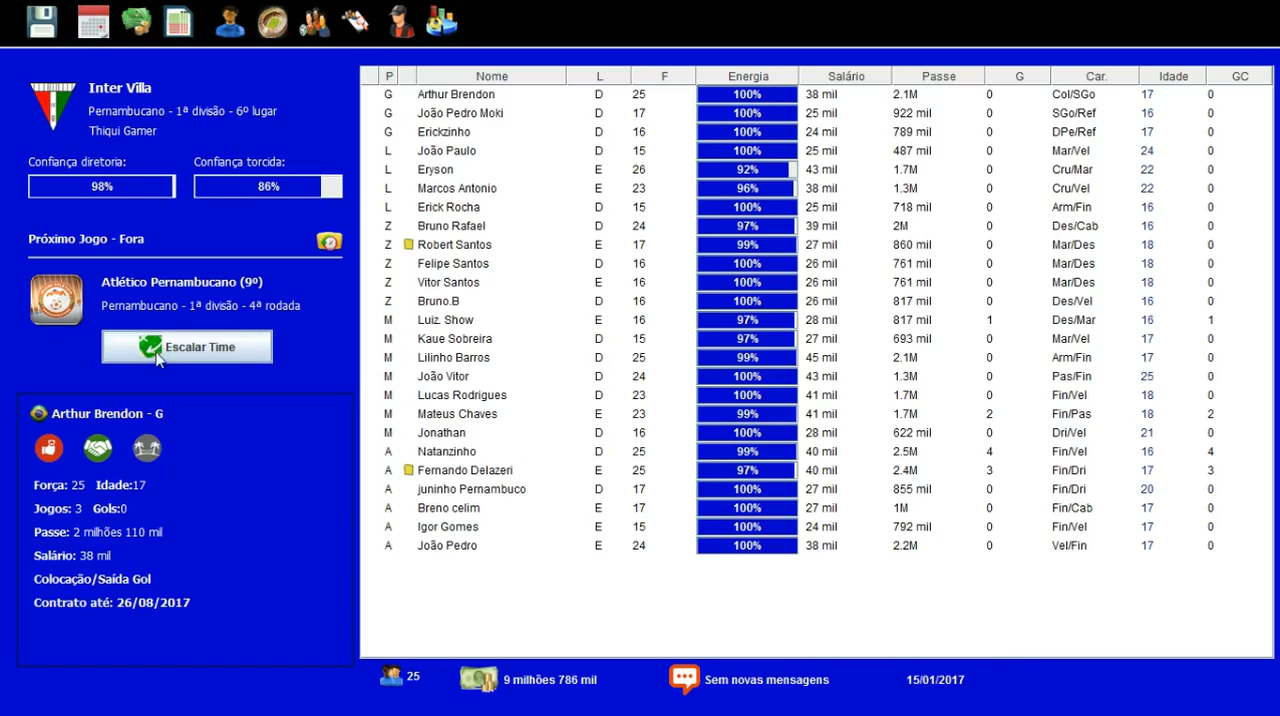 Inter Villa
Pernambucano - 1ª divisão - 6º lugar
Thiqui Gamer
Confiança diretoria: Confiança torcida:
98% 86%
Próximo Jogo - Fora
Atlético Pernambucano (9º)
Pernambucano - 1ª divisão - 4ª rodada
Escalar Time
Arthur Brendon - G
Força: 25 Idade:17
Jogos: 3 Gols:0
Passe: 2 milhões 110 mil
Salário: 38 mil
Colocação/Saída Gol
Contrato até: 26/08/2017
P Nome L F Energia Salário Passe G Car. Idade GC
G Arthur Brendon D 25 100% 38 mil 2.1M 0 Col/SGo 17 0
G João Pedro Moki D 17 100% 25 mil 922 mil 0 SGo/Ref 16 0
G Erickzinho D 16 100% 24 mil 789 mil 0 DPe/Ref 17 0
L João Paulo D 15 100% 25 mil 487 mil 0 Mar/Vel 24 0
L Eryson E 26 92% 43 mil 1.7M 0 Cru/Mar 22 0
L Marcos Antonio E 23 96% 38 mil 1.3M 0 Cru/Vel 22 0
L Erick Rocha D 15 100% 25 mil 718 mil 0 Arm/Fin 16 0
Z Bruno Rafael D 24 97% 39 mil 2M 0 Des/Cab 16 0
Z Robert Santos E 17 99% 27 mil 860 mil 0 Mar/Des 18 0
Z Felipe Santos D 16 100% 26 mil 761 mil 0 Mar/Des 18 0
Z Vitor Santos E 16 100% 26 mil 761 mil 0 Mar/Des 18 0
Z Bruno.B D 16 100% 26 mil 817 mil 0 Des/Vel 16 0
M Luiz. Show E 16 97% 28 mil 817 mil 1 Des/Mar 16 1
M Kaue Sobreira D 15 97% 27 mil 693 mil 0 Mar/Vel 17 0
M Lilinho Barros D 25 99% 45 mil 2.1M 0 Arm/Fin 17 0
M João Vitor D 24 100% 43 mil 1.3M 0 Pas/Fin 25 0
M Lucas Rodrigues D 23 100% 41 mil 1.7M 0 Fin/Vel 18 0
M Mateus Chaves E 23 99% 41 mil 1.7M 2 Fin/Pas 18 2
M Jonathan D 16 100% 28 mil 622 mil 0 Dri/Vel 21 0
A Natanzinho D 25 99% 40 mil 2.5M 4 Fin/Vel 16 4
A Fernando Delazeri E 25 97% 40 mil 2.4M 3 Fin/Dri 17 3
A juninho Pernambuco D 17 100% 27 mil 855 mil 0 Fin/Dri 20 0
A Breno celim E 17 100% 27 mil 1M 0 Fin/Cab 17 0
A Igor Gomes E 15 100% 24 mil 792 mil 0 Fin/Vel 17 0
A João Pedro E 24 100% 38 mil 2.2M 0 Vel/Fin 17 0
25 9 milhões 786 mil Sem novas mensagens 15/01/2017